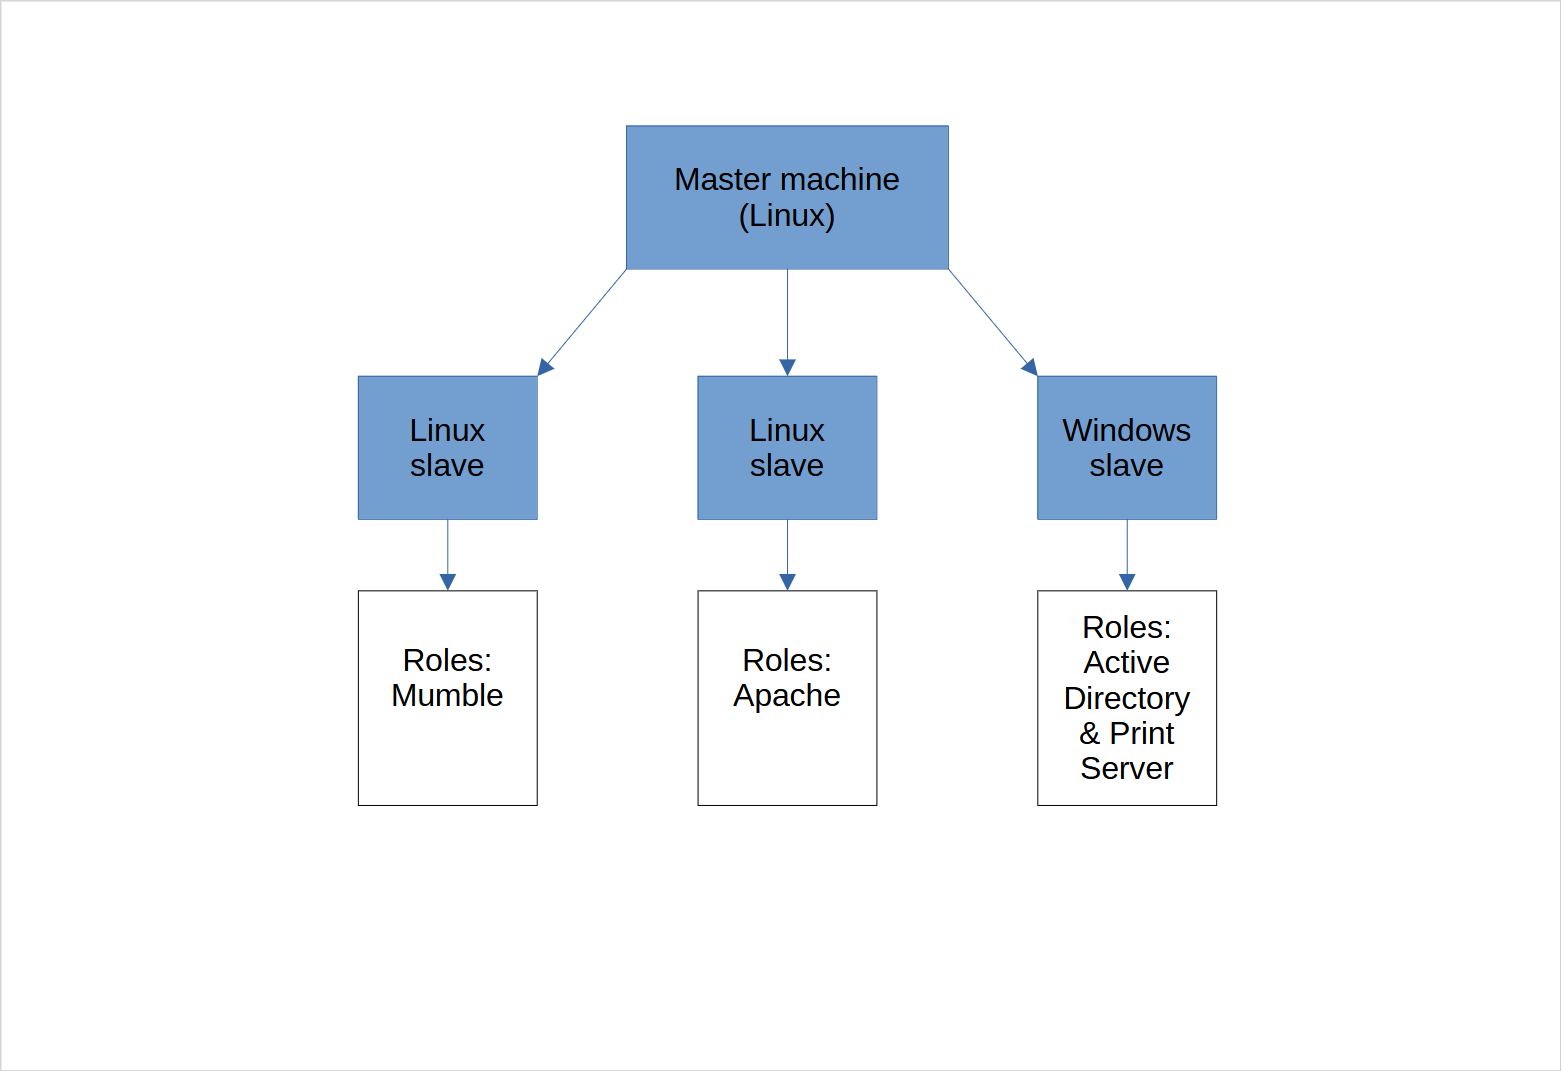 Master machine
(Linux)
Linux
slave
Linux
slave
Windows
slave
Roles:
Mumble
Roles:
Apache
Roles:
Active
Directory
& Print
Server